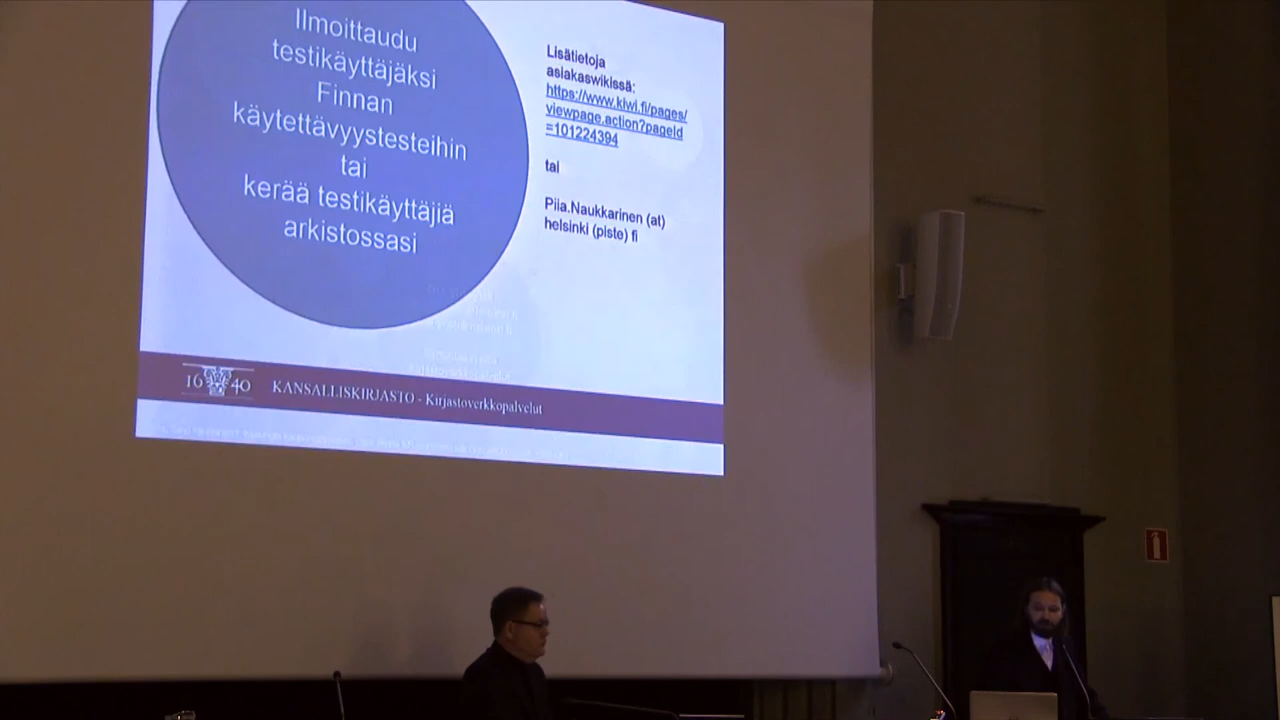 Ilmoittaudu
testikäyttäjäksi
Finnan
käytettävyystesteihin
tai
kerää testikäyttäjiä
arkistossasi
Lisätietoja
asiakaswikissä:
https://www.kiwi.fi/pages/
viewpage.action?pageId
=101224394
tai
Piia.Naukkarinen (at)
helsinki (piste) fi
1640
KANSALLISKIRJASTO - Kirjastoverkkopalvelut